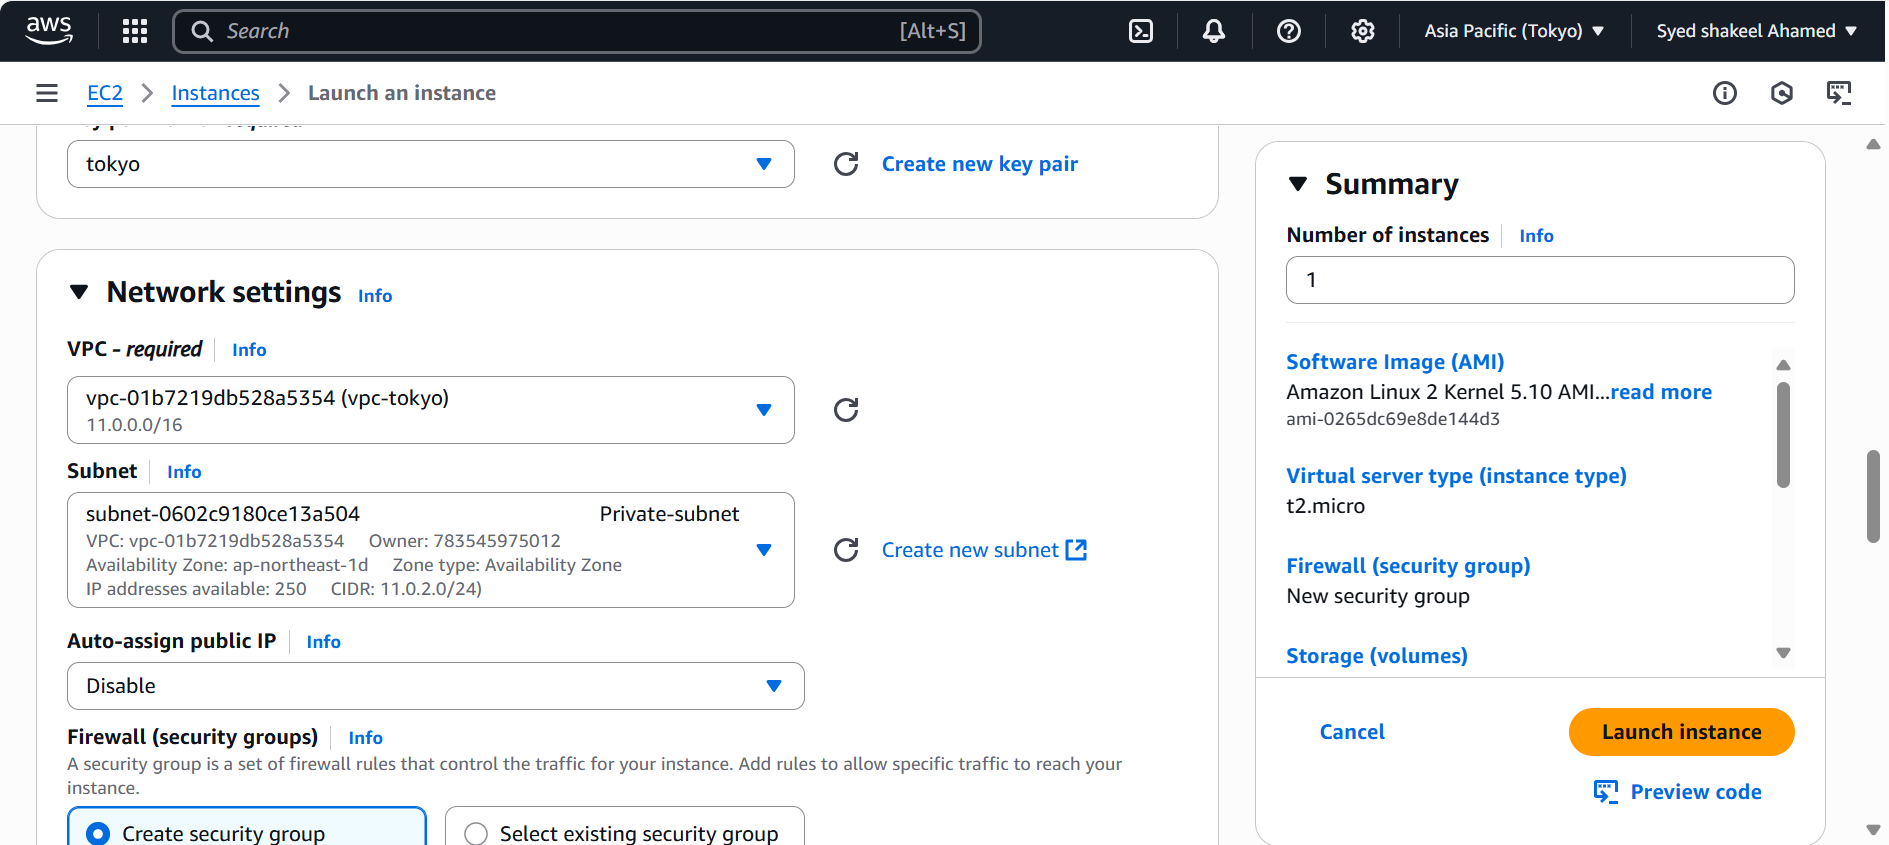 aws
Search [Alt+S]
Asia Pacific (Tokyo)
Syed shakeel Ahamed
EC2 > Instances > Launch an instance
tokyo
Create new key pair
Network settings Info
VPC - required Info
vpc-01b7219db528a5354 (vpc-tokyo)
11.0.0.0/16
Subnet Info
subnet-0602c9180ce13a504 Private-subnet
VPC: vpc-01b7219db528a5354 Owner: 783545975012
Availability Zone: ap-northeast-1d Zone type: Availability Zone
IP addresses available: 250 CIDR: 11.0.2.0/24)
Create new subnet
Auto-assign public IP Info
Disable
Firewall (security groups) Info
A security group is a set of firewall rules that control the traffic for your instance. Add rules to allow specific traffic to reach your
instance.
Create security group
Select existing security group
Summary
Number of instances Info
1
Software Image (AMI)
Amazon Linux 2 Kernel 5.10 AMI...read more
ami-0265dc69e8de144d3
Virtual server type (instance type)
t2.micro
Firewall (security group)
New security group
Storage (volumes)
Cancel
Launch instance
Preview code